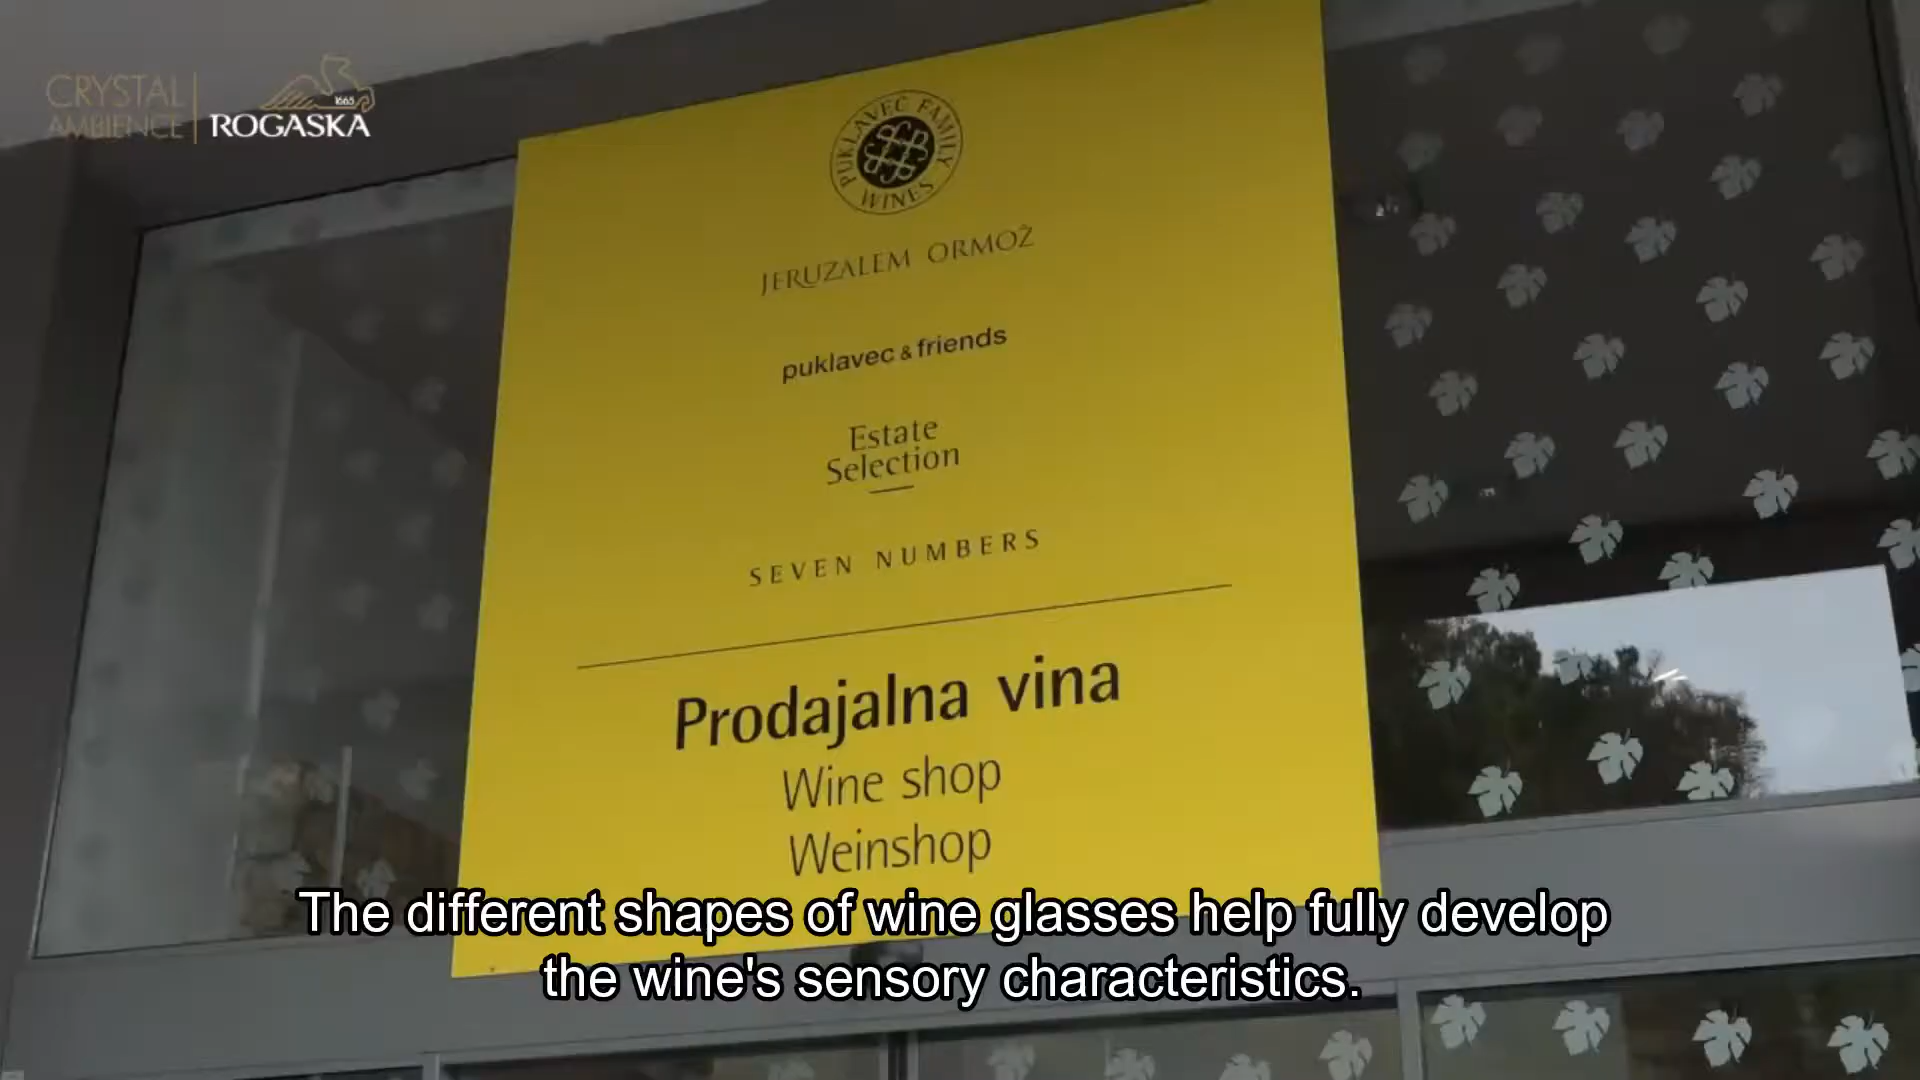 CRYSTAL
AMBIENCE
1665
ROGASKA
PUKLAVEC FAMILY
WINES
JERUZALEM ORMOŽ
puklavec & friends
Estate
Selection
SEVEN NUMBERS
Prodajalna vina
Wine shop
Weinshop
The different shapes of wine glasses help fully develop
the wine's sensory characteristics.